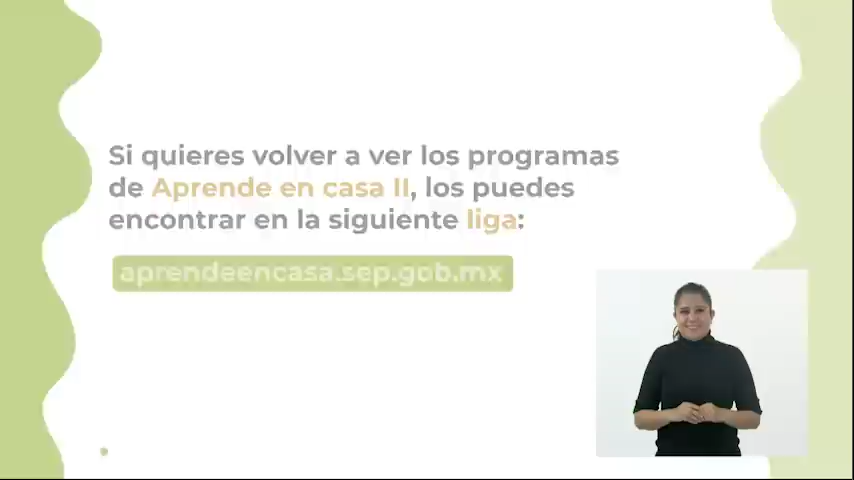 Si quieres volver a ver los programas
de Aprende en casa II, los puedes
encontrar en la siguiente liga:
aprendeencasa.sep.gob.mx